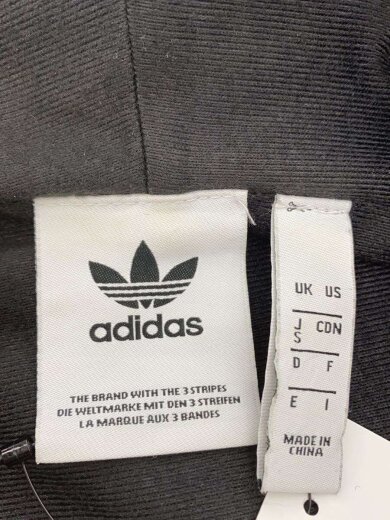 adidas
THE BRAND WITH THE 3 STRIPES
DIE WELTMARKE MIT DEN 3 STREIFEN
LA MARQUE AUX 3 BANDES
UK US
J CDN
S
D F
E I
MADE IN
CHINA